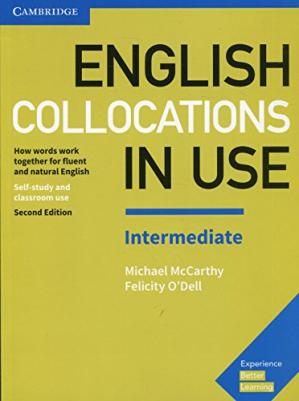 CAMBRIDGE
ENGLISH
COLLOCATIONS
IN USE
How words work
together for fluent
and natural English
Self-study and
classroom use
Second Edition
Intermediate
Michael McCarthy
Felicity O'Dell
Experience
Better
Learning